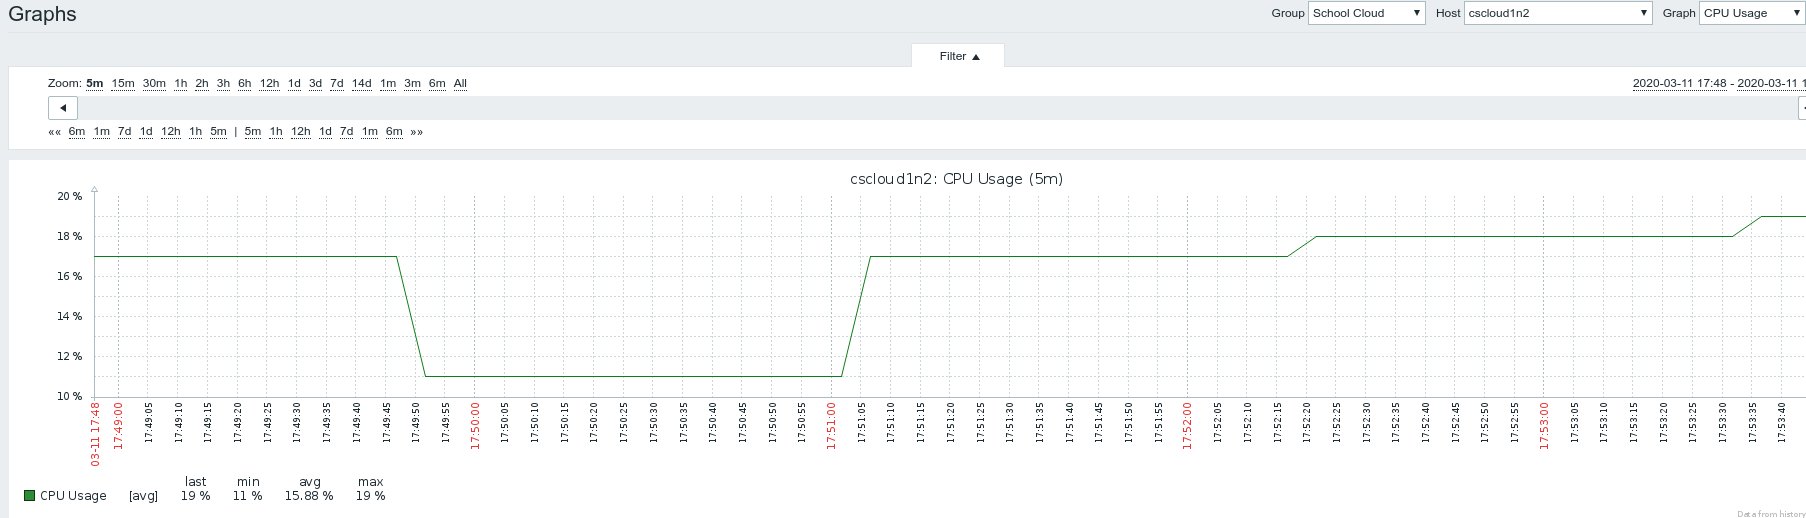 Graphs
Group School Cloud Host cscloud1n2 Graph CPU Usage
Filter
Zoom: 5m 15m 30m 1h 2h 3h 6h 12h 1d 3d 7d 14d 1m 3m 6m All
2020-03-11 17:48 - 2020-03-11 1
«« 6m 1m 7d 1d 12h 1h 5m | 5m 1h 12h 1d 7d 1m 6m »»
cscloud1n2: CPU Usage (5m)
20 %
18 %
16 %
14 %
12 %
10 %
03-11 17:48 17:49:00 17:49:05 17:49:10 17:49:15 17:49:20 17:49:25 17:49:30 17:49:35 17:49:40 17:49:45 17:49:50 17:49:55 17:50:00 17:50:05 17:50:10 17:50:15 17:50:20 17:50:25 17:50:30 17:50:35 17:50:40 17:50:45 17:50:50 17:50:55 17:51:00 17:51:05 17:51:10 17:51:15 17:51:20 17:51:25 17:51:30 17:51:35 17:51:40 17:51:45 17:51:50 17:51:55 17:52:00 17:52:05 17:52:10 17:52:15 17:52:20 17:52:25 17:52:30 17:52:35 17:52:40 17:52:45 17:52:50 17:52:55 17:53:00 17:53:05 17:53:10 17:53:15 17:53:20 17:53:25 17:53:30 17:53:35 17:53:40
last min avg max
CPU Usage [avg] 19 % 11 % 15.88 % 19 %
Data from history